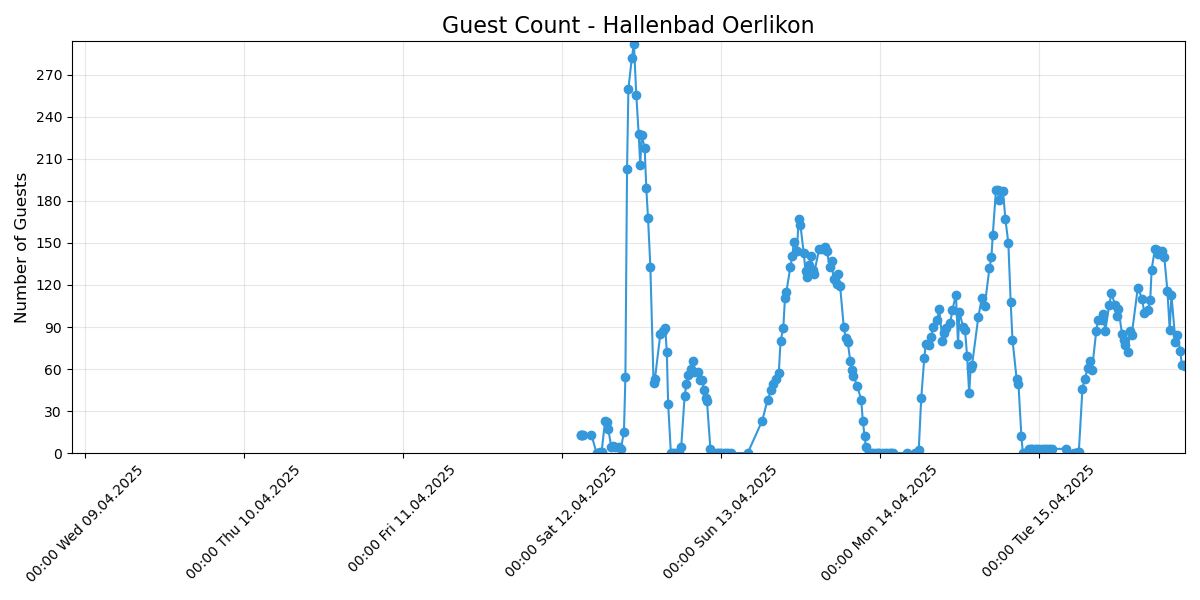 Guest Count - Hallenbad Oerlikon
Number of Guests
270
240
210
180
150
120
90
60
30
0
00:00 Wed 09.04.2025
00:00 Thu 10.04.2025
00:00 Fri 11.04.2025
00:00 Sat 12.04.2025
00:00 Sun 13.04.2025
00:00 Mon 14.04.2025
00:00 Tue 15.04.2025